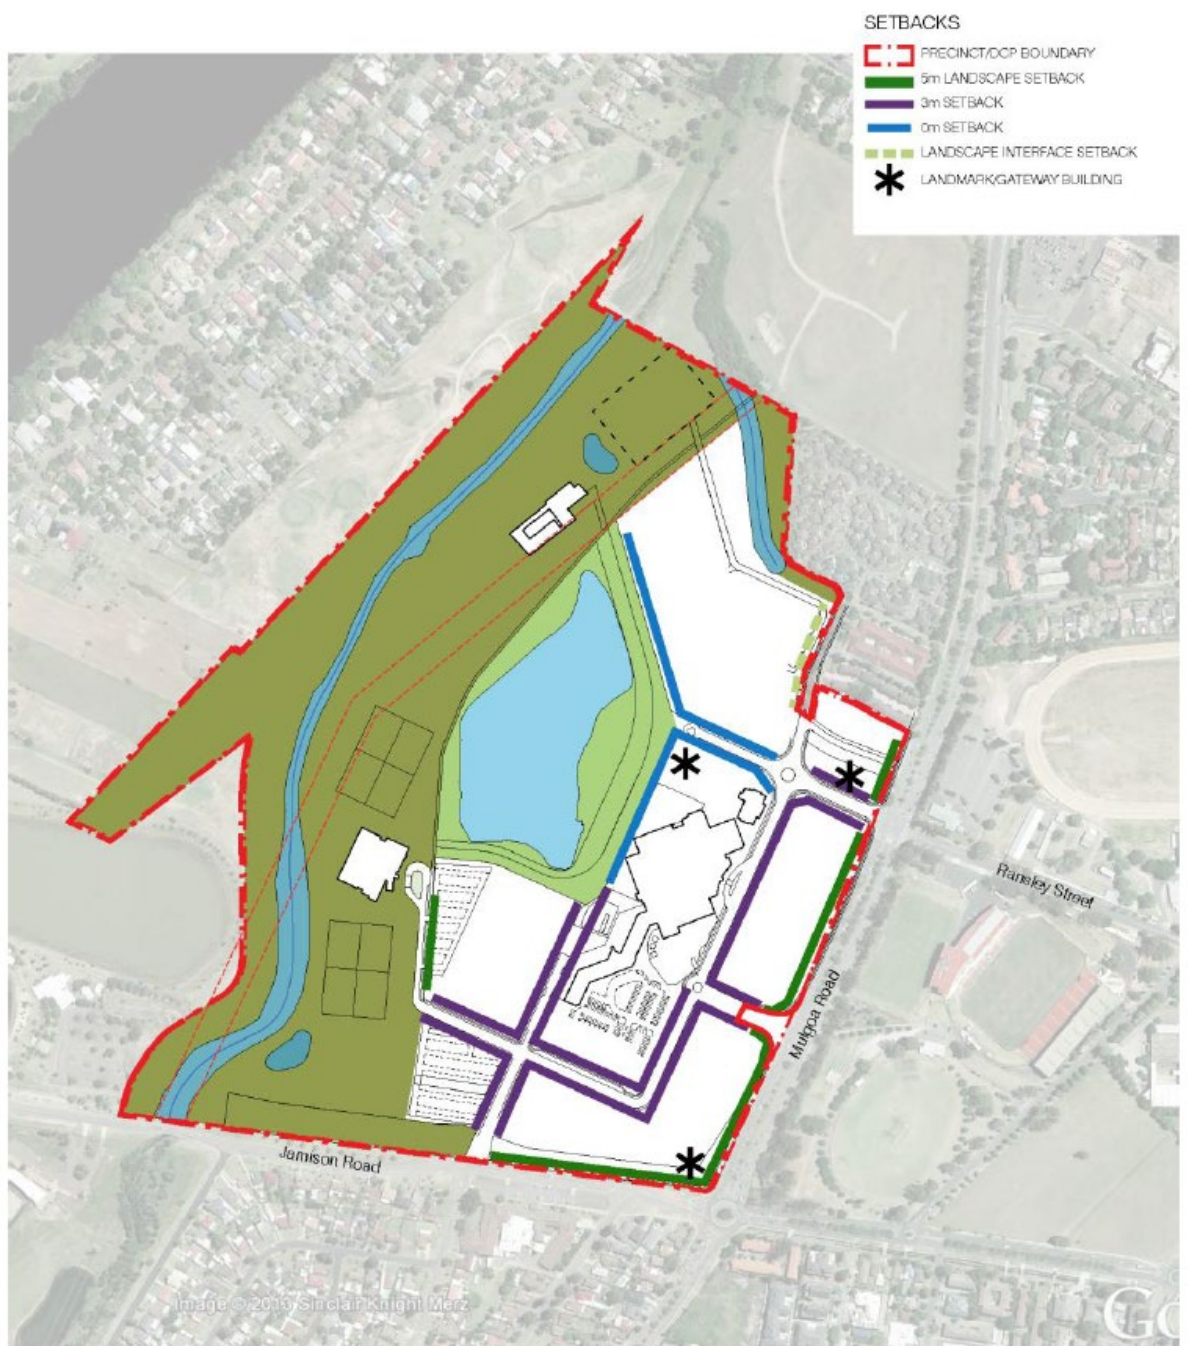 SETBACKS
PRECINCT/DCP BOUNDARY
5m LANDSCAPE SETBACK
3m SETBACK
0m SETBACK
LANDSCAPE INTERFACE SETBACK
LANDMARK/GATEWAY BUILDING
Ransley Street
Mulgoa Road
Jamison Road
Image © 2013 Sinclair Knight Merz
Go